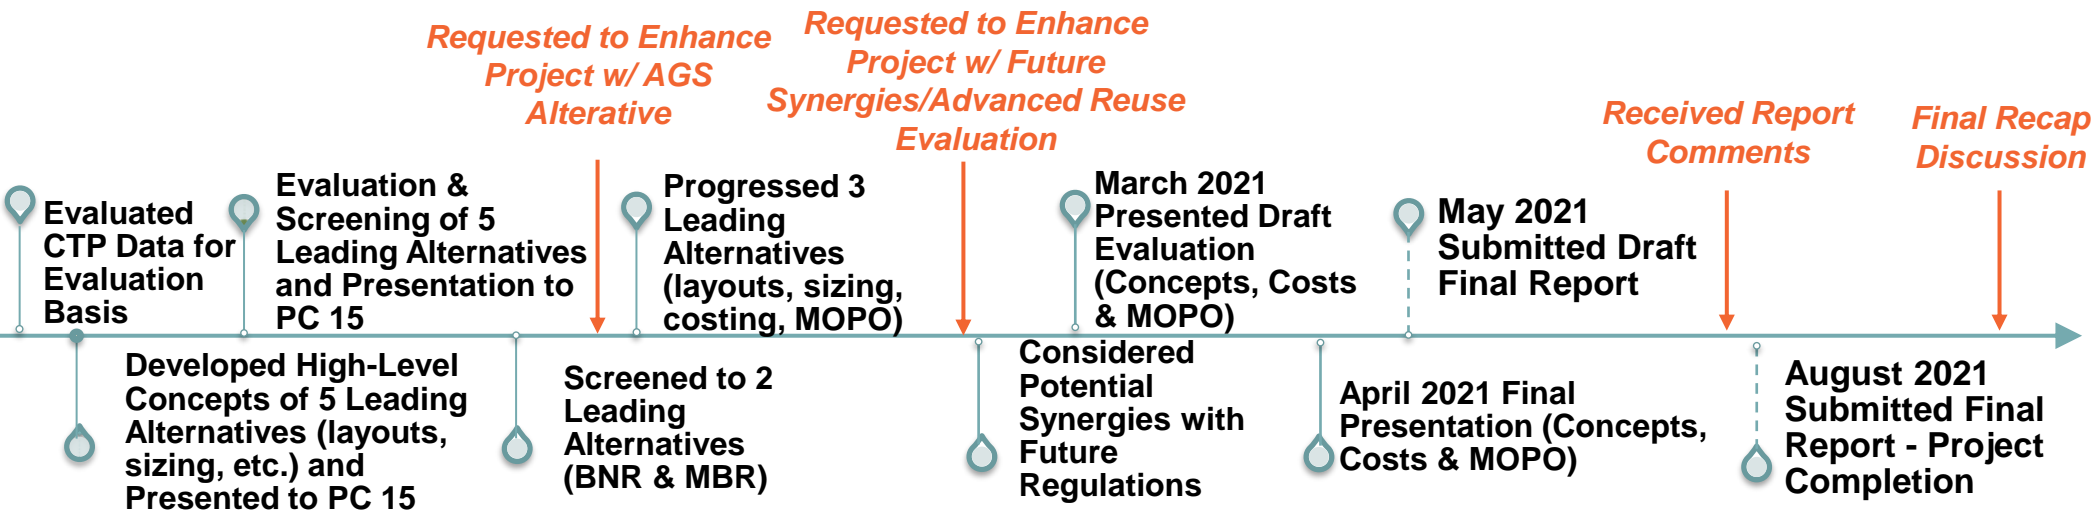 Requested to Enhance
Project w/ AGS
Alterative
Requested to Enhance
Project w/ Future
Synergies/Advanced Reuse
Evaluation
Received Report
Comments
Final Recap
Discussion
Evaluated
CTP Data for
Evaluation
Basis
Evaluation &
Screening of 5
Leading Alternatives
and Presentation to
PC 15
Progressed 3
Leading
Alternatives
(layouts, sizing,
costing, MOPO)
March 2021
Presented Draft
Evaluation
(Concepts, Costs
& MOPO)
May 2021
Submitted Draft
Final Report
Developed High-Level
Concepts of 5 Leading
Alternatives (layouts,
sizing, etc.) and
Presented to PC 15
Screened to 2
Leading
Alternatives
(BNR & MBR)
Considered
Potential
Synergies with
Future
Regulations
April 2021 Final
Presentation (Concepts,
Costs & MOPO)
August 2021
Submitted Final
Report - Project
Completion